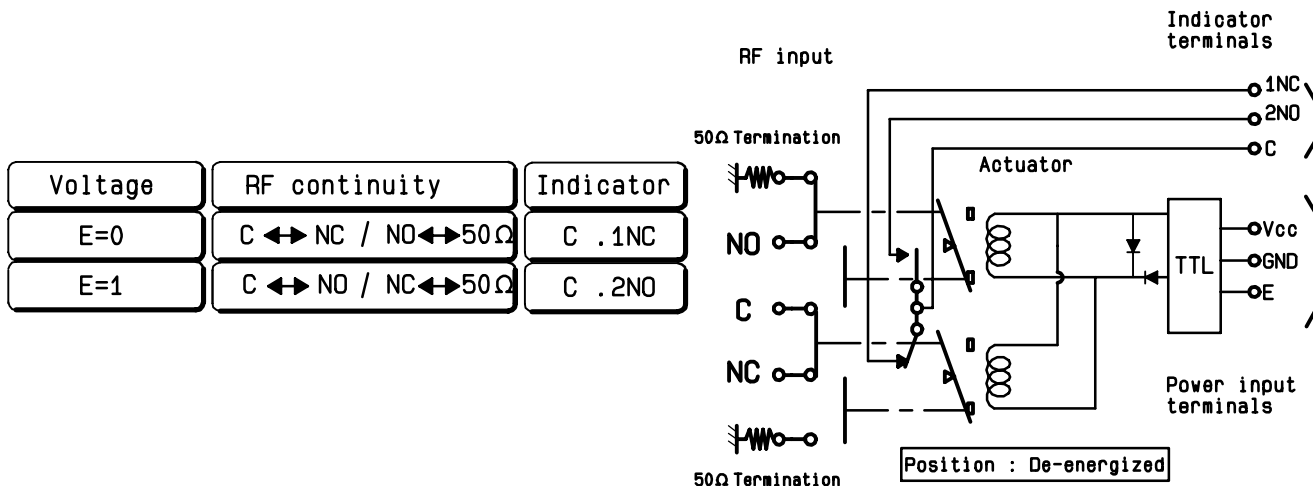 Voltage RF continuity Indicator
E=0 C ↔ NC / NO↔50Ω C .1NC
E=1 C ↔ NO / NC↔50Ω C .2NO
Indicator
terminals
RF input
1NC
2NO
C
50Ω Termination
Actuator
NO
Vcc
TTL GND
E
C
NC
Power input
terminals
Position : De-energized
50Ω Termination